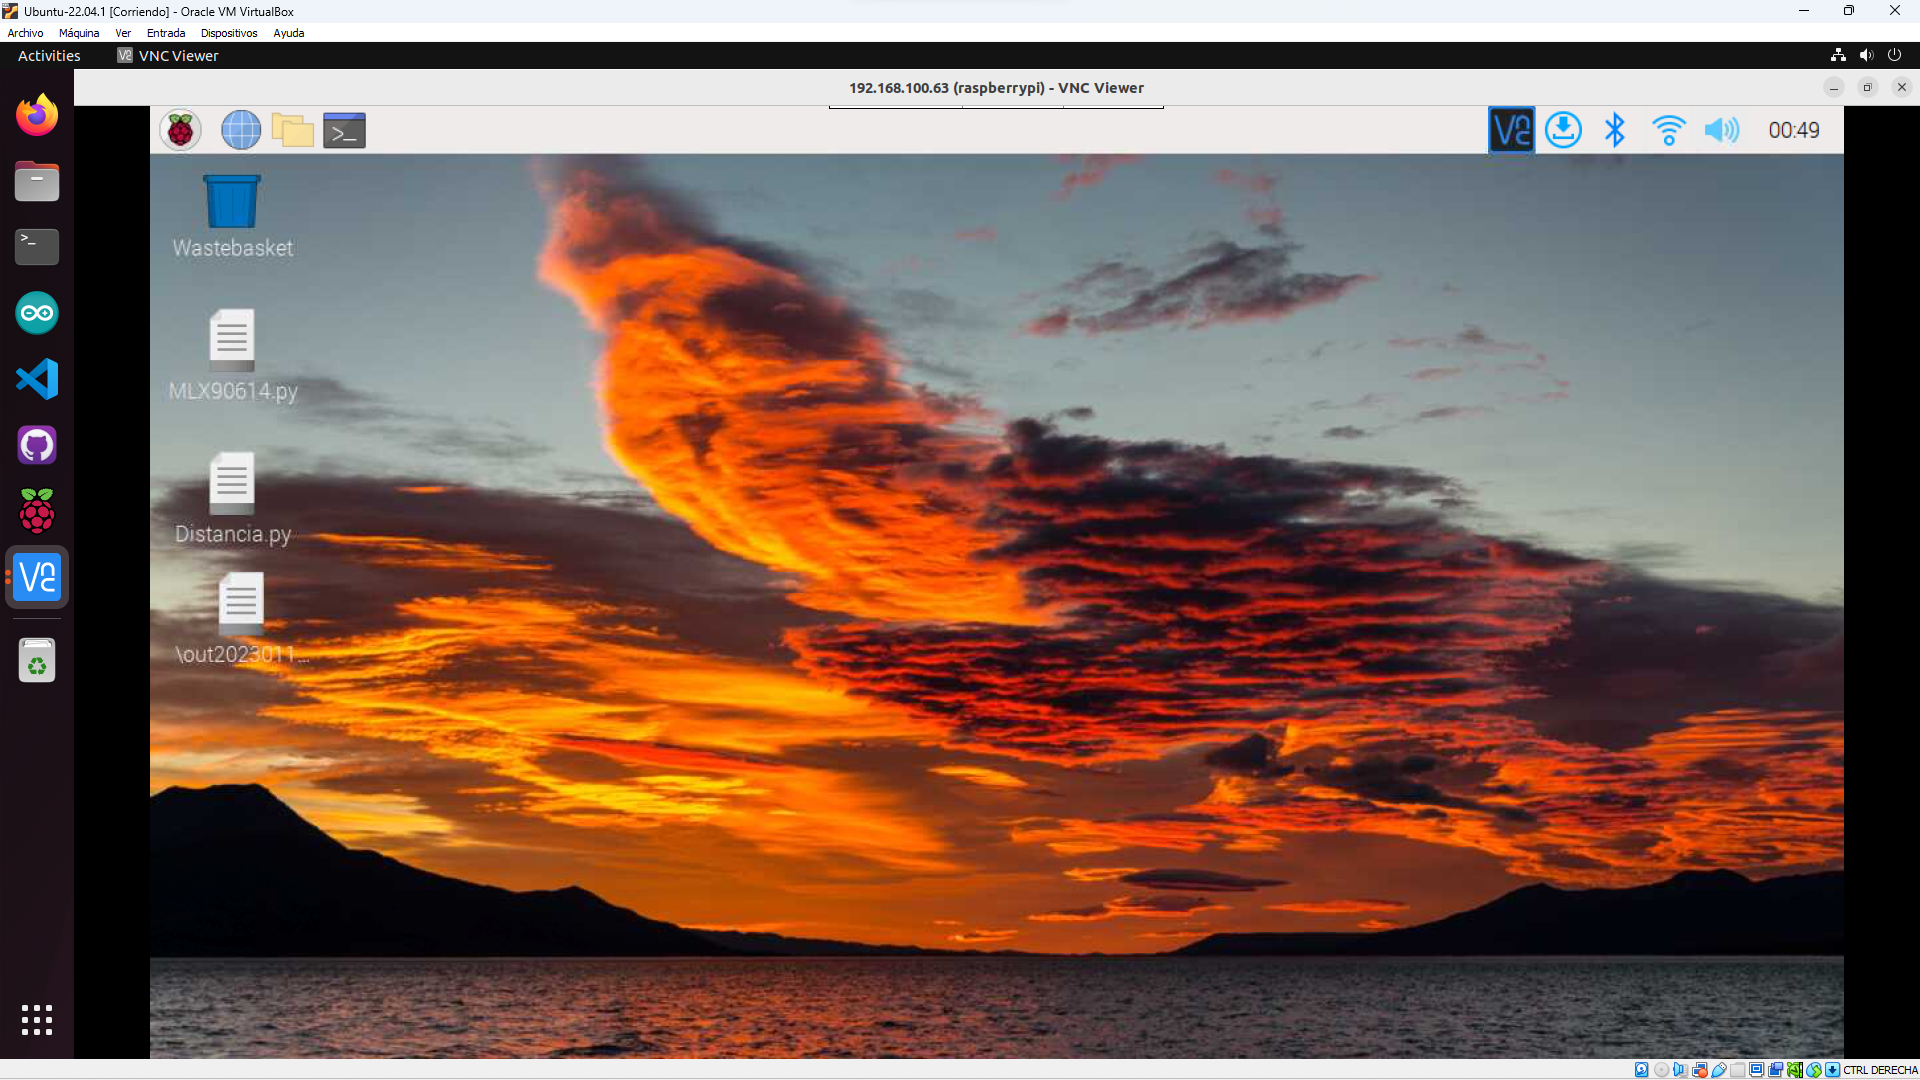 Ubuntu-22.04.1 [Corriendo] - Oracle VM VirtualBox
Archivo Máquina Ver Entrada Dispositivos Ayuda
Activities VNC Viewer
192.168.100.63 (raspberrypi) - VNC Viewer
00:49
Wastebasket
MLX90614.py
Distancia.py
\out2023011...
CTRL DERECHA